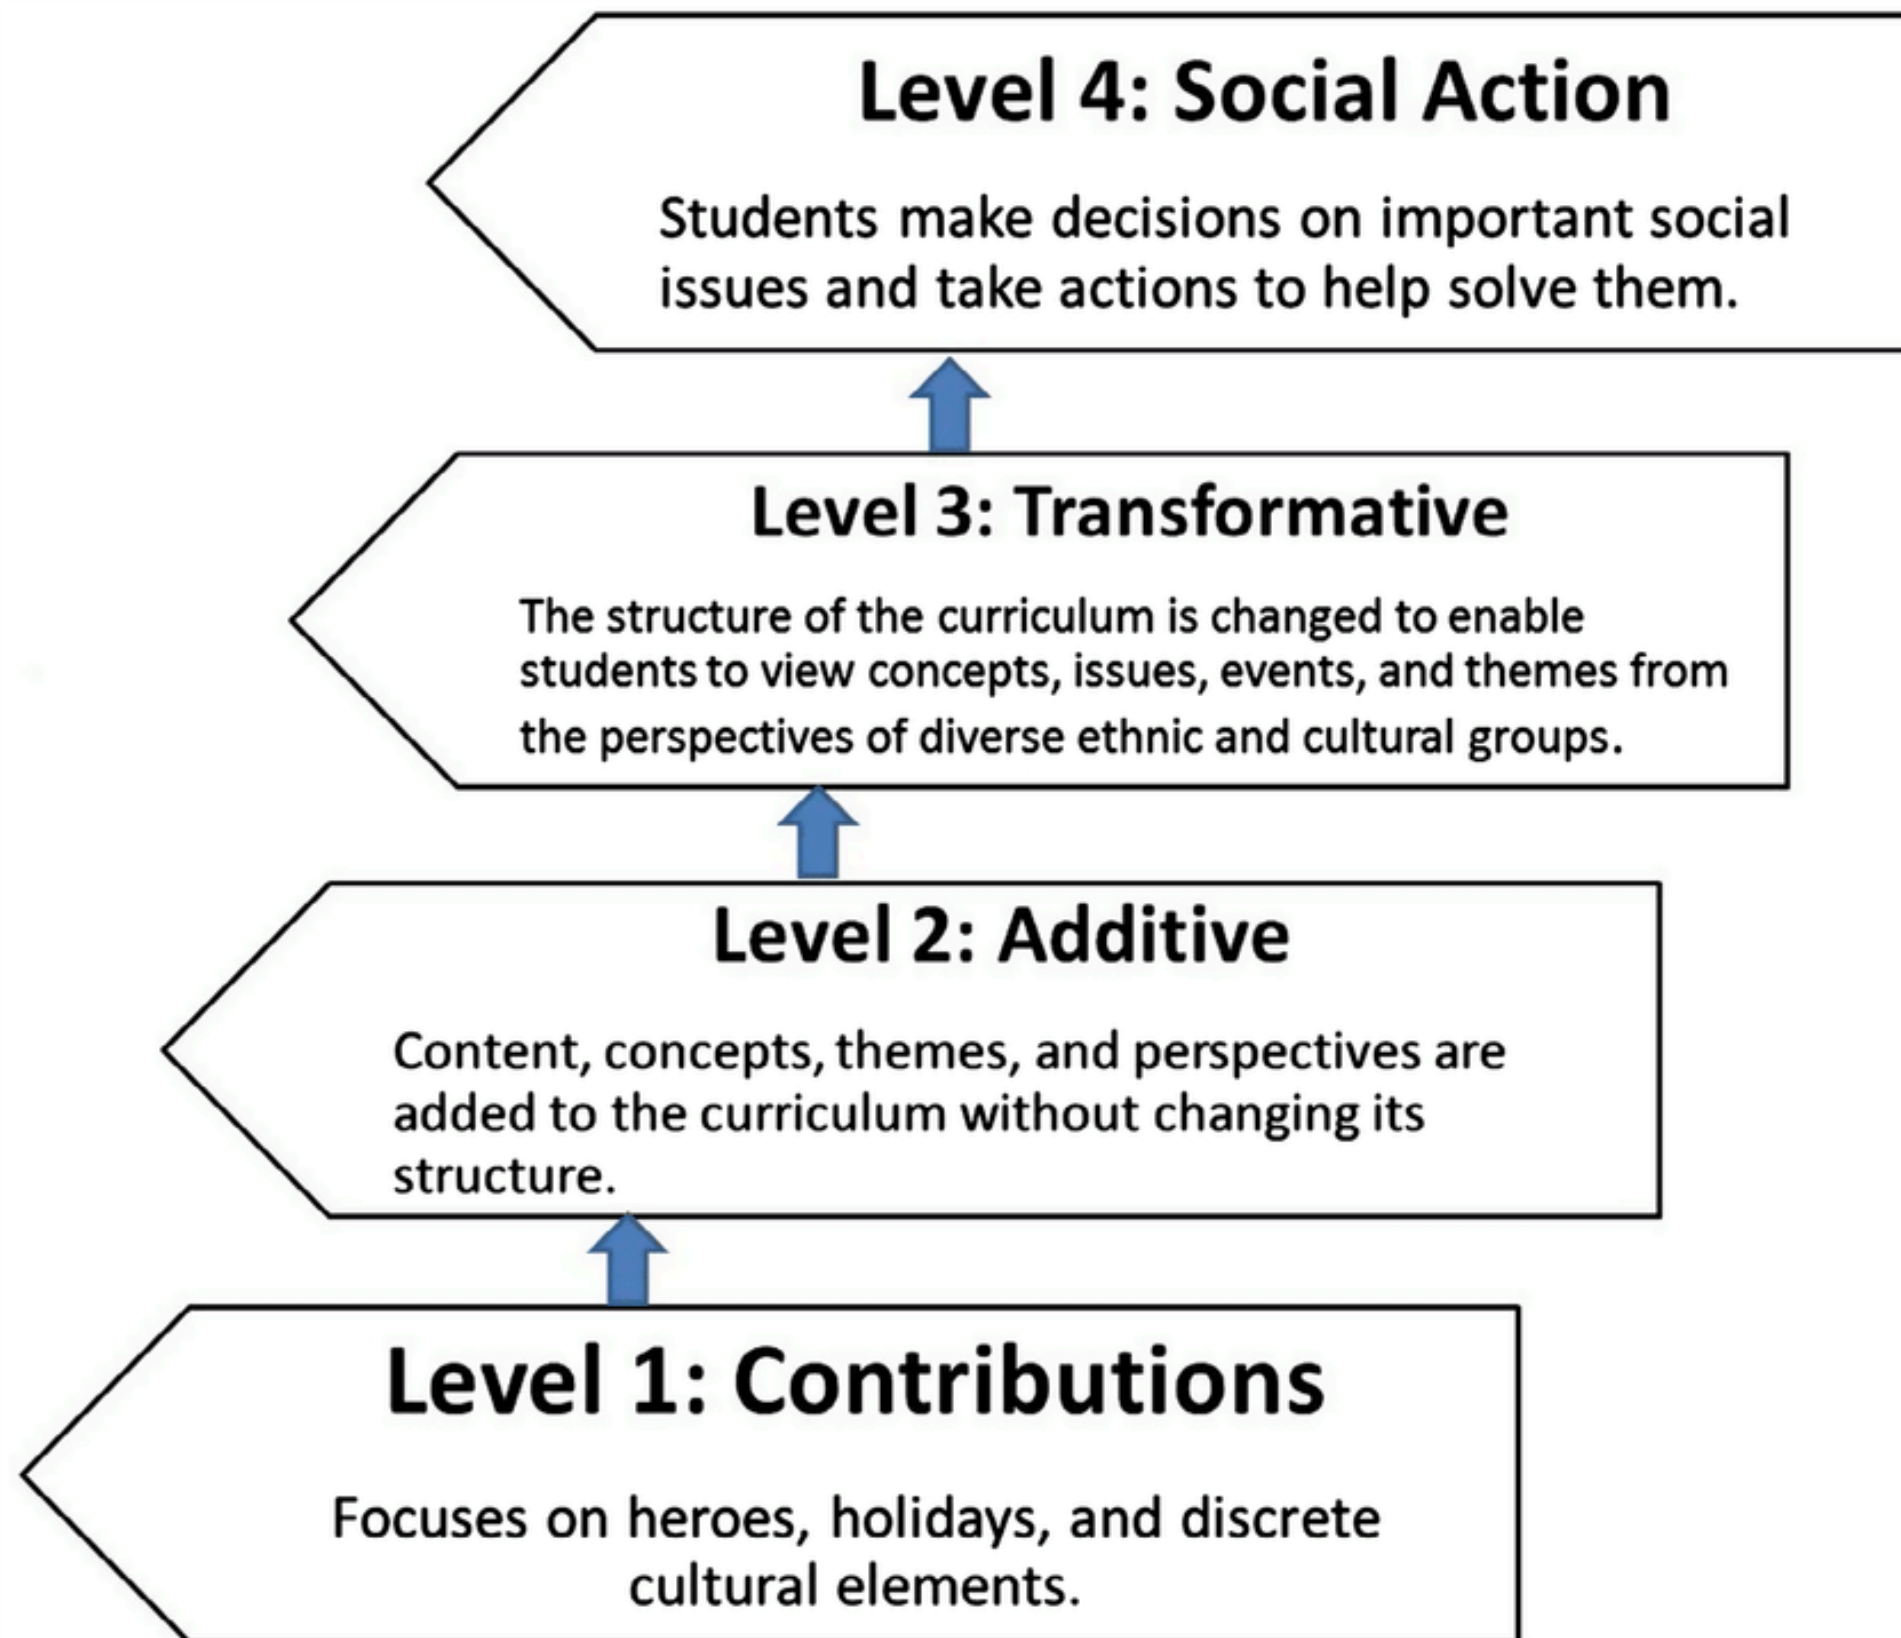 Level 4: Social Action
Students make decisions on important social
issues and take actions to help solve them.
Level 3: Transformative
The structure of the curriculum is changed to enable
students to view concepts, issues, events, and themes from
the perspectives of diverse ethnic and cultural groups.
Level 2: Additive
Content, concepts, themes, and perspectives are
added to the curriculum without changing its
structure.
Level 1: Contributions
Focuses on heroes, holidays, and discrete
cultural elements.